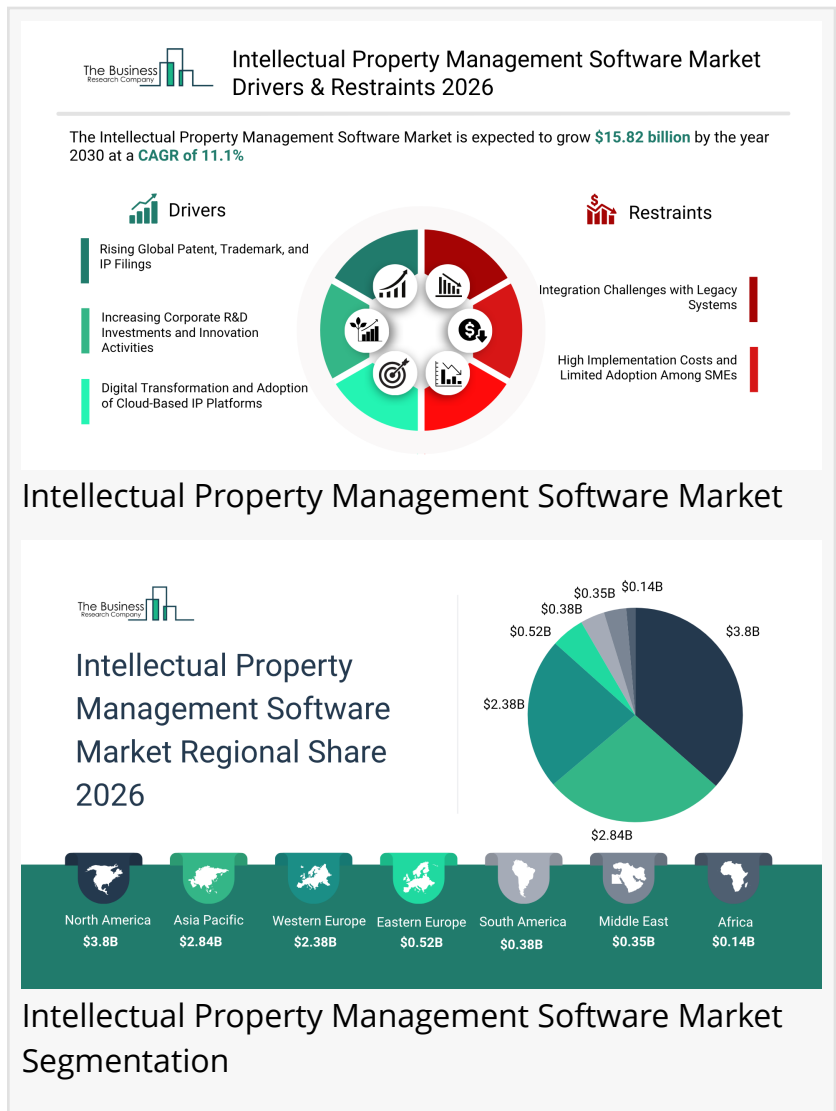 The Business
Research Company
Intellectual Property Management Software Market
Drivers & Restraints 2026
The Intellectual Property Management Software Market is expected to grow $15.82 billion by the year
2030 at a CAGR of 11.1%
Drivers
Rising Global Patent, Trademark, and
IP Filings
Increasing Corporate R&D
Investments and Innovation
Activities
Digital Transformation and Adoption
of Cloud-Based IP Platforms
$
Restraints
Integration Challenges with Legacy
Systems
High Implementation Costs and
Limited Adoption Among SMEs
$
Intellectual Property Management Software Market
The Business
Research Company
Intellectual Property
Management Software
Market Regional Share
2026
$0.14B
$0.35B
$0.38B
$0.52B
$3.8B
$2.38B
$2.84B
North America
$3.8B
Asia Pacific
$2.84B
Western Europe
$2.38B
Eastern Europe
$0.52B
South America
$0.38B
Middle East
$0.35B
Africa
$0.14B
Intellectual Property Management Software Market
Segmentation